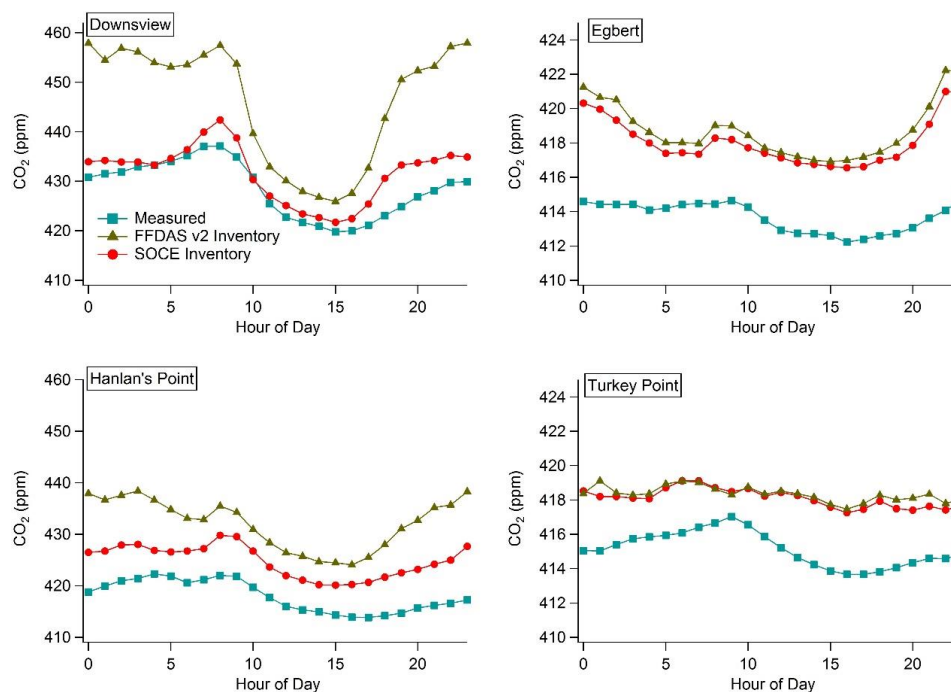 Downsview
460
450
440
430
420
410
CO2 (ppm)
Measured
FFDAS v2 Inventory
SOCE Inventory
0 5 10 15 20
Hour of Day
Egbert
424
422
420
418
416
414
412
410
CO2 (ppm)
0 5 10 15 20
Hour of Day
Hanlan's Point
460
450
440
430
420
410
CO2 (ppm)
0 5 10 15 20
Hour of Day
Turkey Point
424
422
420
418
416
414
412
410
CO2 (ppm)
0 5 10 15 20
Hour of Day